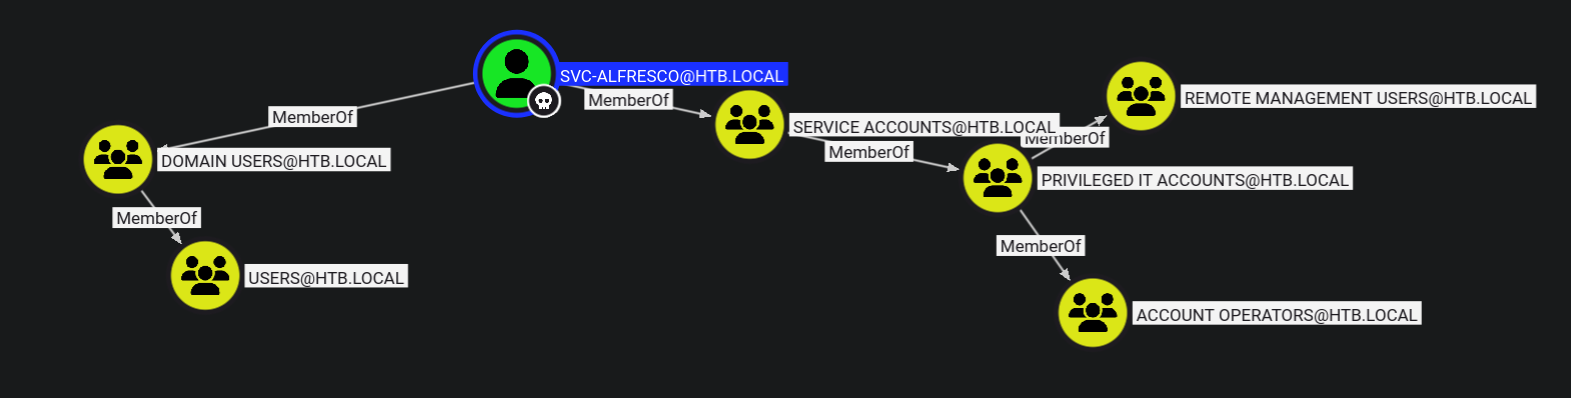 SVC-ALFRESCO@HTB.LOCAL
MemberOf
MemberOf
REMOTE MANAGEMENT USERS@HTB.LOCAL
SERVICE ACCOUNTS@HTB.LOCAL
MemberOf
MemberOf
DOMAIN USERS@HTB.LOCAL
PRIVILEGED IT ACCOUNTS@HTB.LOCAL
MemberOf
MemberOf
USERS@HTB.LOCAL
ACCOUNT OPERATORS@HTB.LOCAL